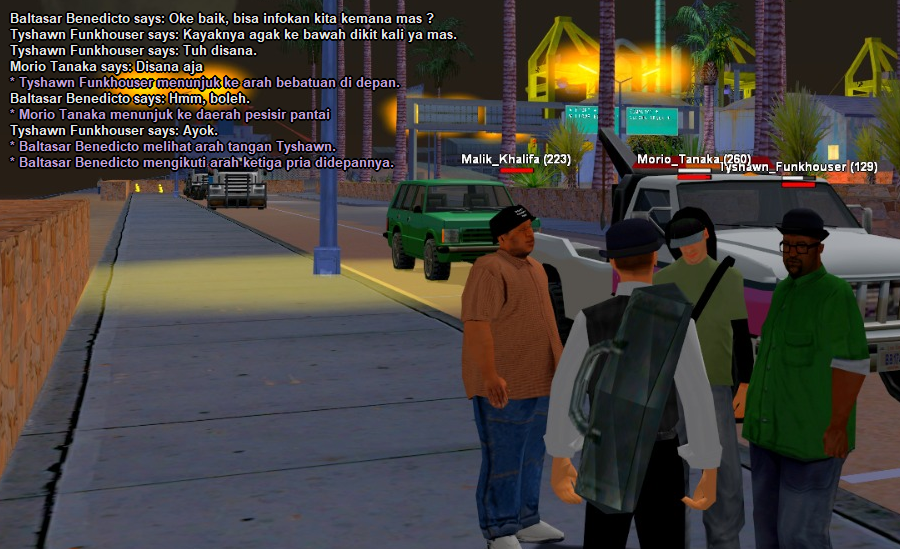 Baltasar Benedicto says: Oke baik, bisa infokan kita kemana mas ?
Tyshawn Funkhouser says: Kayaknya agak ke bawah dikit kali ya mas.
Tyshawn Funkhouser says: Tuh disana.
Morio Tanaka says: Disana aja
* Tyshawn Funkhouser menunjuk ke arah bebatuan di depan.
Baltasar Benedicto says: Hmm, boleh.
* Morio Tanaka menunjuk ke daerah pesisir pantai
Tyshawn Funkhouser says: Ayok.
* Baltasar Benedicto melihat arah tangan Tyshawn.
* Baltasar Benedicto mengikuti arah ketiga pria didepannya.
Malik_Khalifa (223)
Morio_Tanaka (260)
Tyshawn_Funkhouser (129)